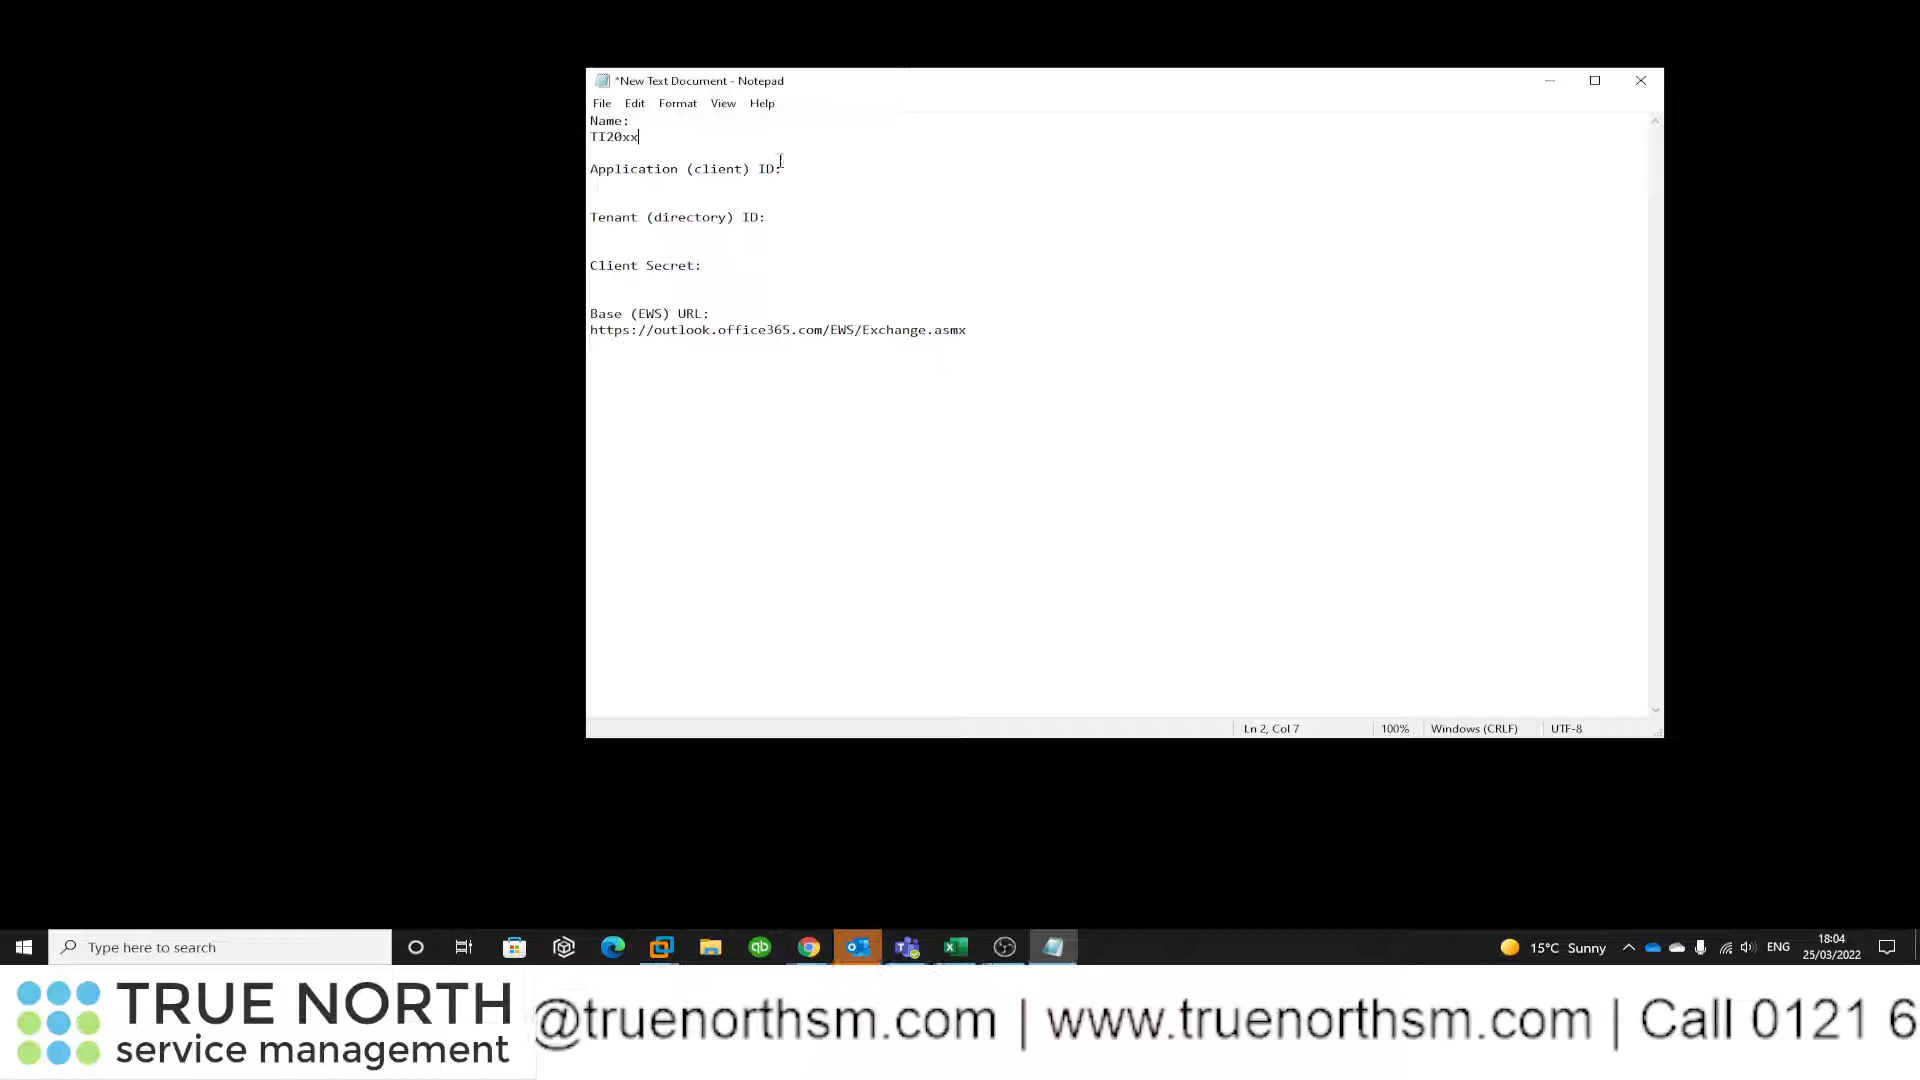 *New Text Document - Notepad
File Edit Format View Help
Name:
TI20xx
Application (client) ID:
Tenant (directory) ID:
Client Secret:
Base (EWS) URL:
https://outlook.office365.com/EWS/Exchange.asmx
Ln 2, Col 7 100% Windows (CRLF) UTF-8
Type here to search
qb
15°C Sunny
ENG
18:04
25/03/2022
TRUE NORTH
service management
@truenorthsm.com | www.truenorthsm.com | Call 0121 6